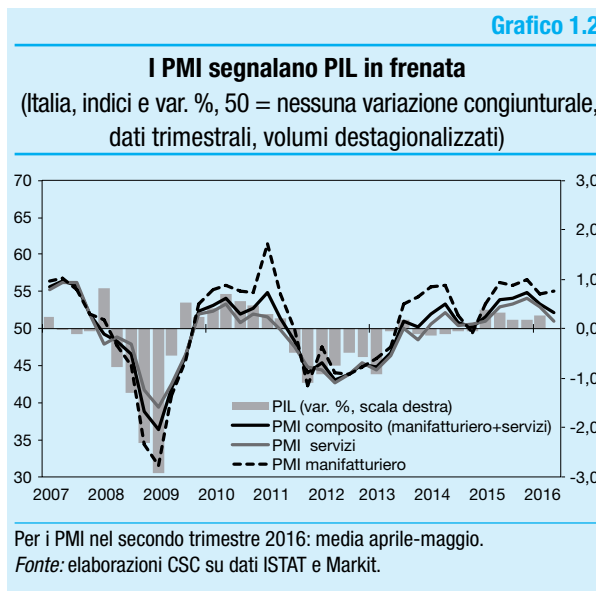 Grafico 1.2
I PMI segnalano PIL in frenata
(Italia, indici e var. %, 50 = nessuna variazione congiunturale,
dati trimestrali, volumi destagionalizzati)
70 3,0
65 2,0
60
55 1,0
50 0,0
45 -1,0
40
35 -2,0
30 -3,0
PIL (var. %, scala destra)
PMI composito (manifatturiero+servizi)
PMI servizi
PMI manifatturiero
2007 2008 2009 2010 2011 2012 2013 2014 2015 2016
Per i PMI nel secondo trimestre 2016: media aprile-maggio.
Fonte: elaborazioni CSC su dati ISTAT e Markit.